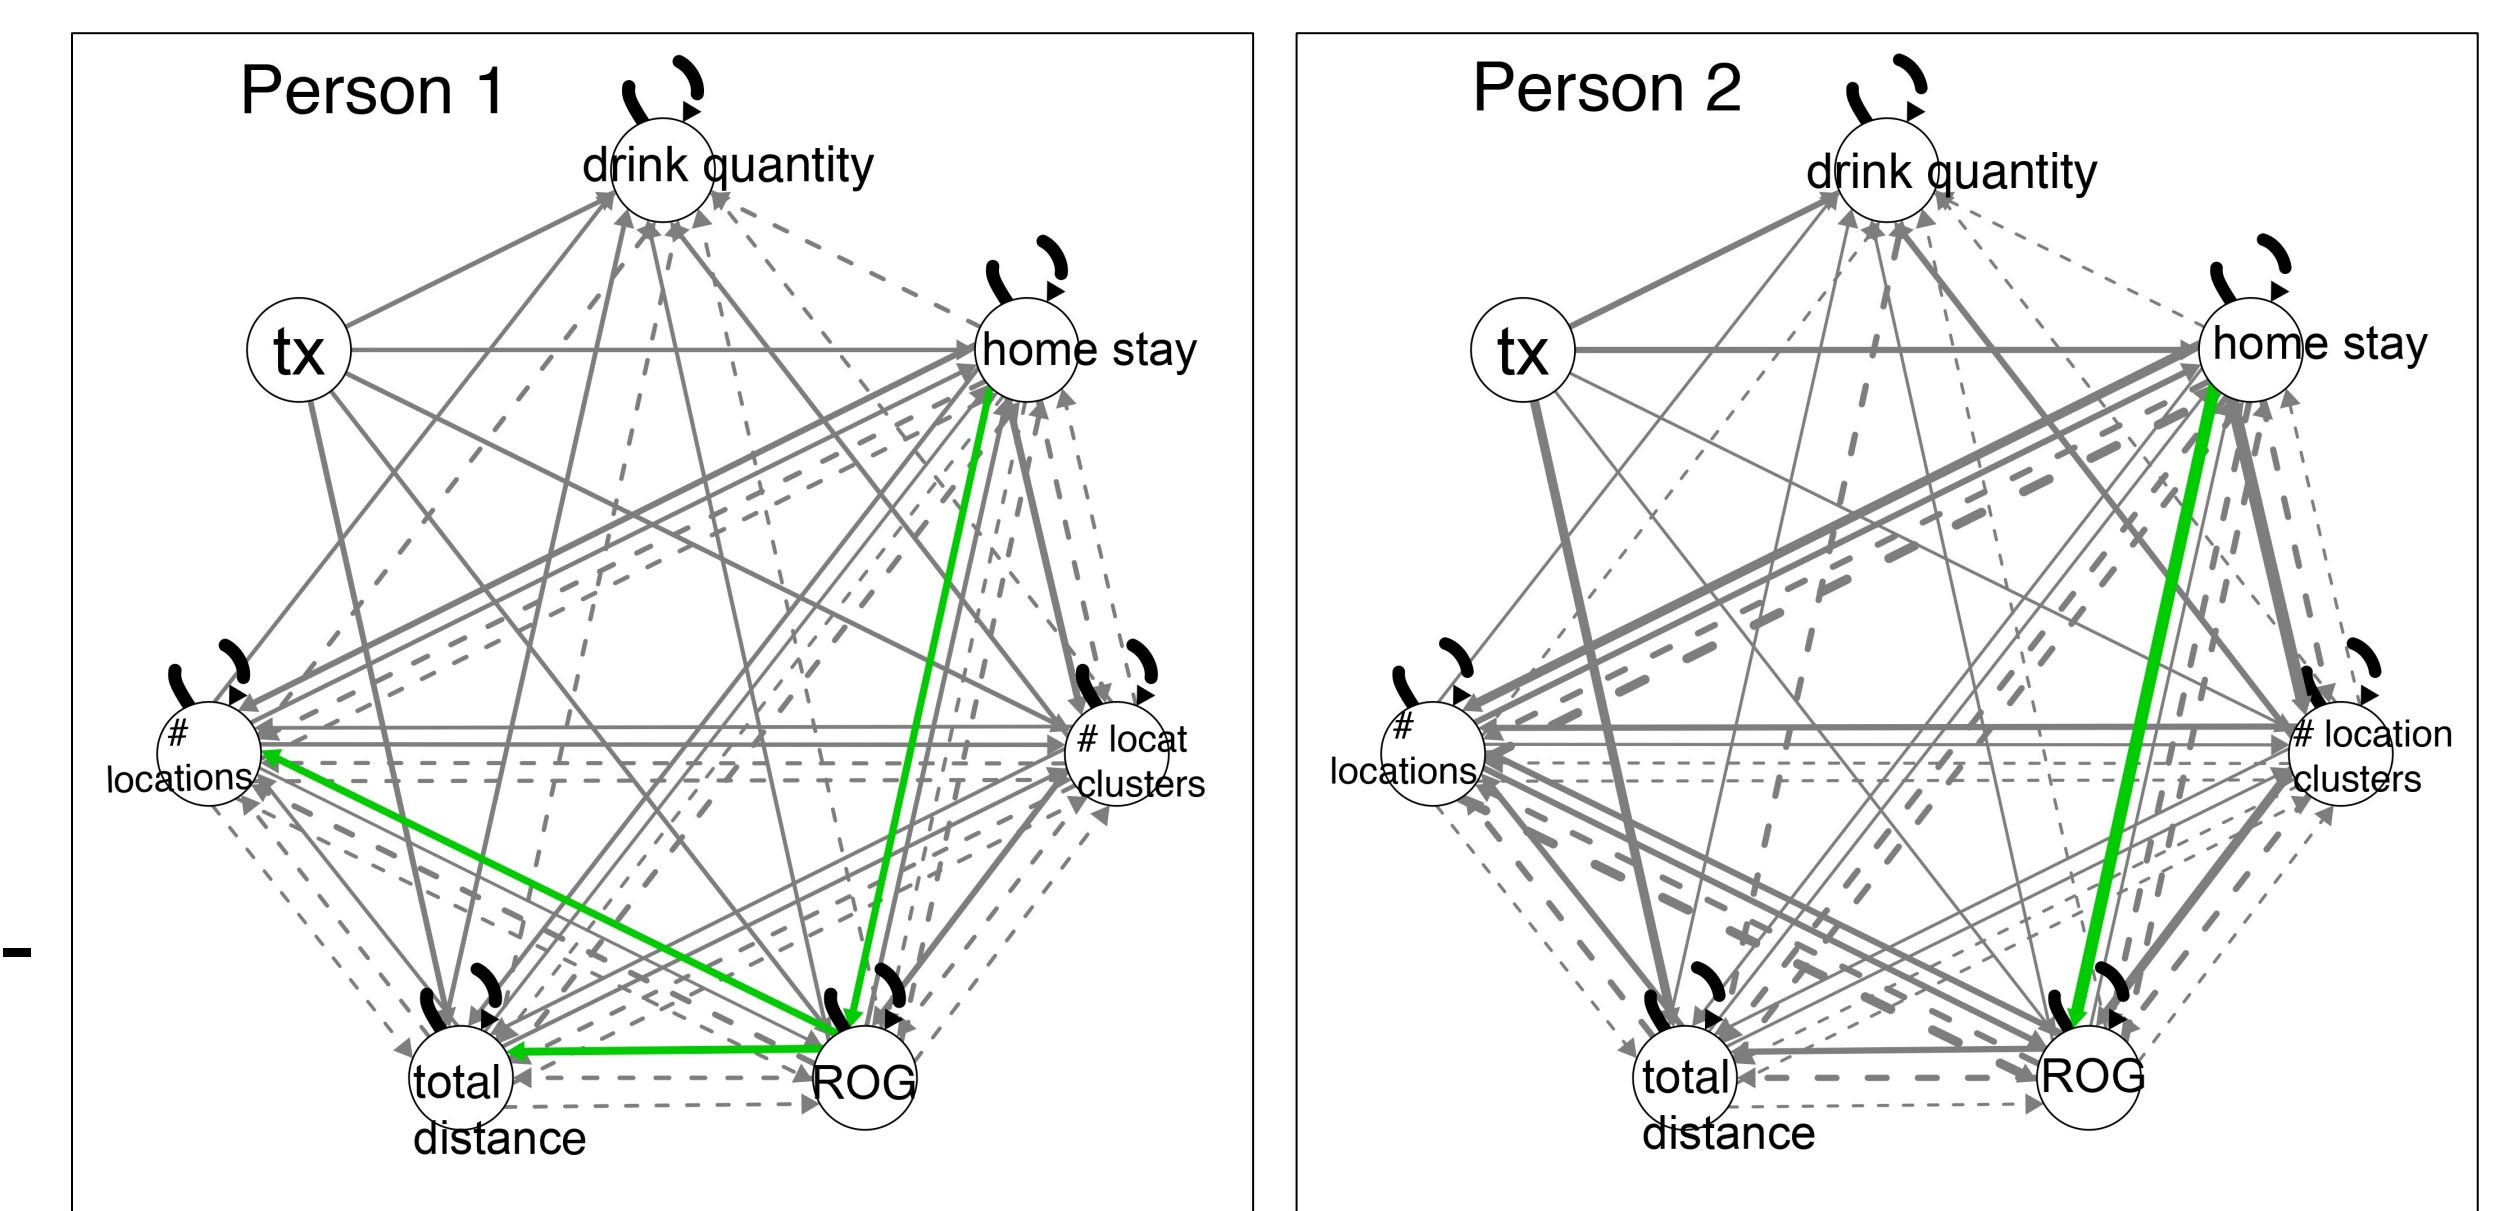 Person 1
drink quantity
tx
home stay
#
locations
# locat
clusters
total
distance
ROG
Person 2
drink quantity
tx
home stay
#
locations
# location
clusters
total
distance
ROG